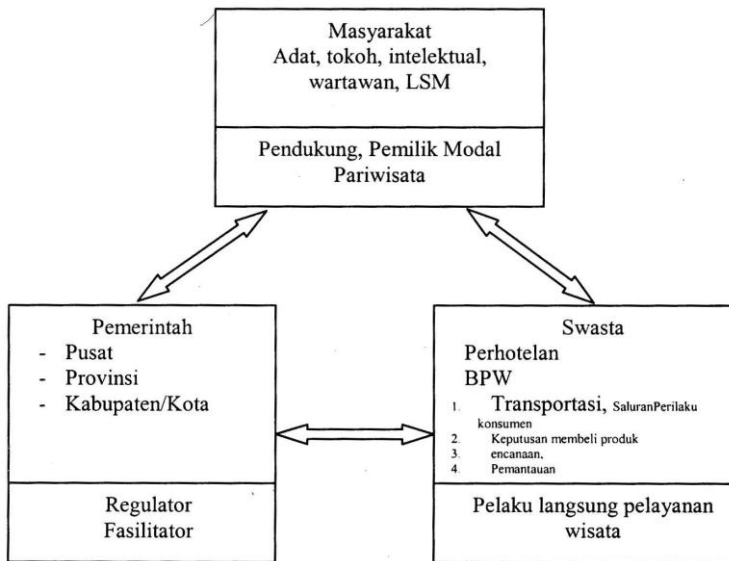 Masyarakat
Adat, tokoh, intelektual,
wartawan, LSM
Pendukung, Pemilik Modal
Pariwisata
Pemerintah
- Pusat
- Provinsi
- Kabupaten/Kota
Regulator
Fasilitator
Swasta
Perhotelan
BPW
1. Transportasi, SaluranPerilaku
konsumen
2. Keputusan membeli produk
3. encanaan,
4. Pemantauan
Pelaku langsung pelayanan
wisata